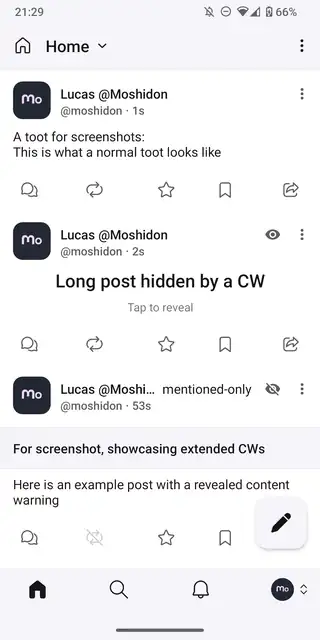 21:29
66%
Home
Lucas @Moshidon
@moshidon · 1s
A toot for screenshots:
This is what a normal toot looks like
Lucas @Moshidon
@moshidon · 2s
Long post hidden by a CW
Tap to reveal
Lucas @Moshi... mentioned-only
@moshidon · 53s
For screenshot, showcasing extended CWs
Here is an example post with a revealed content
warning